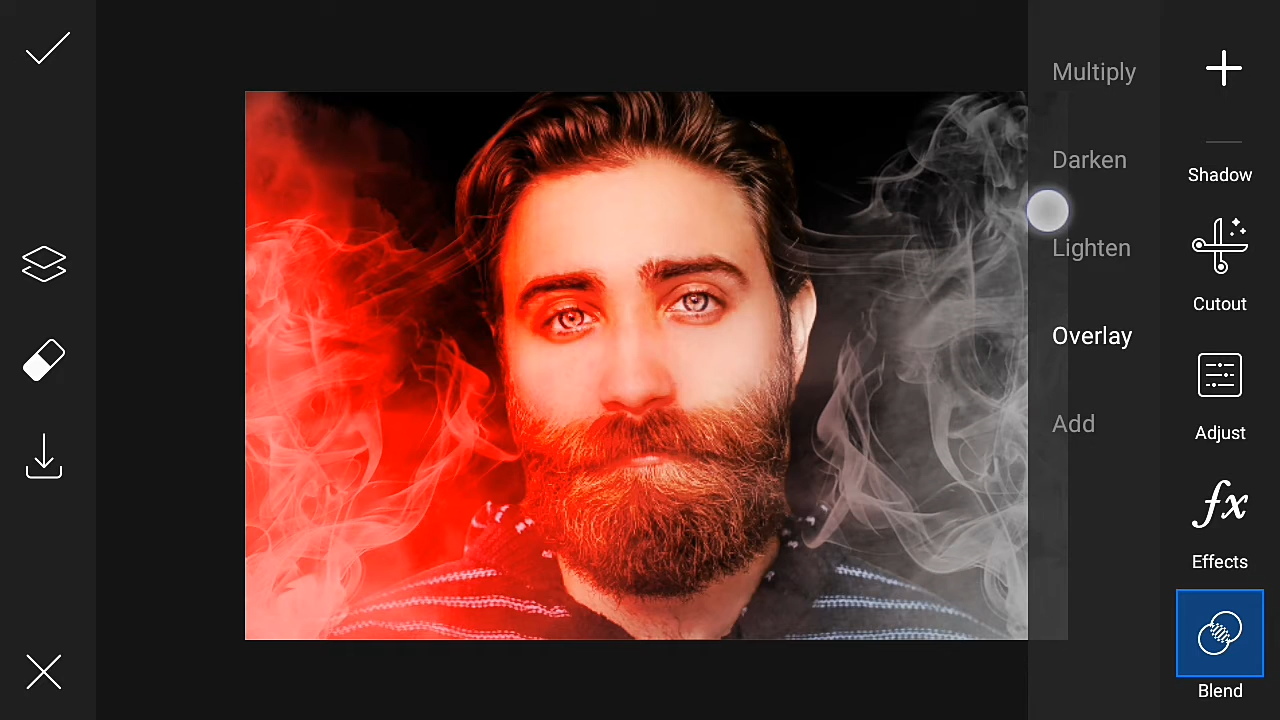 Multiply
Darken
Lighten
Overlay
Add
Shadow
Cutout
Adjust
fx
Effects
Blend